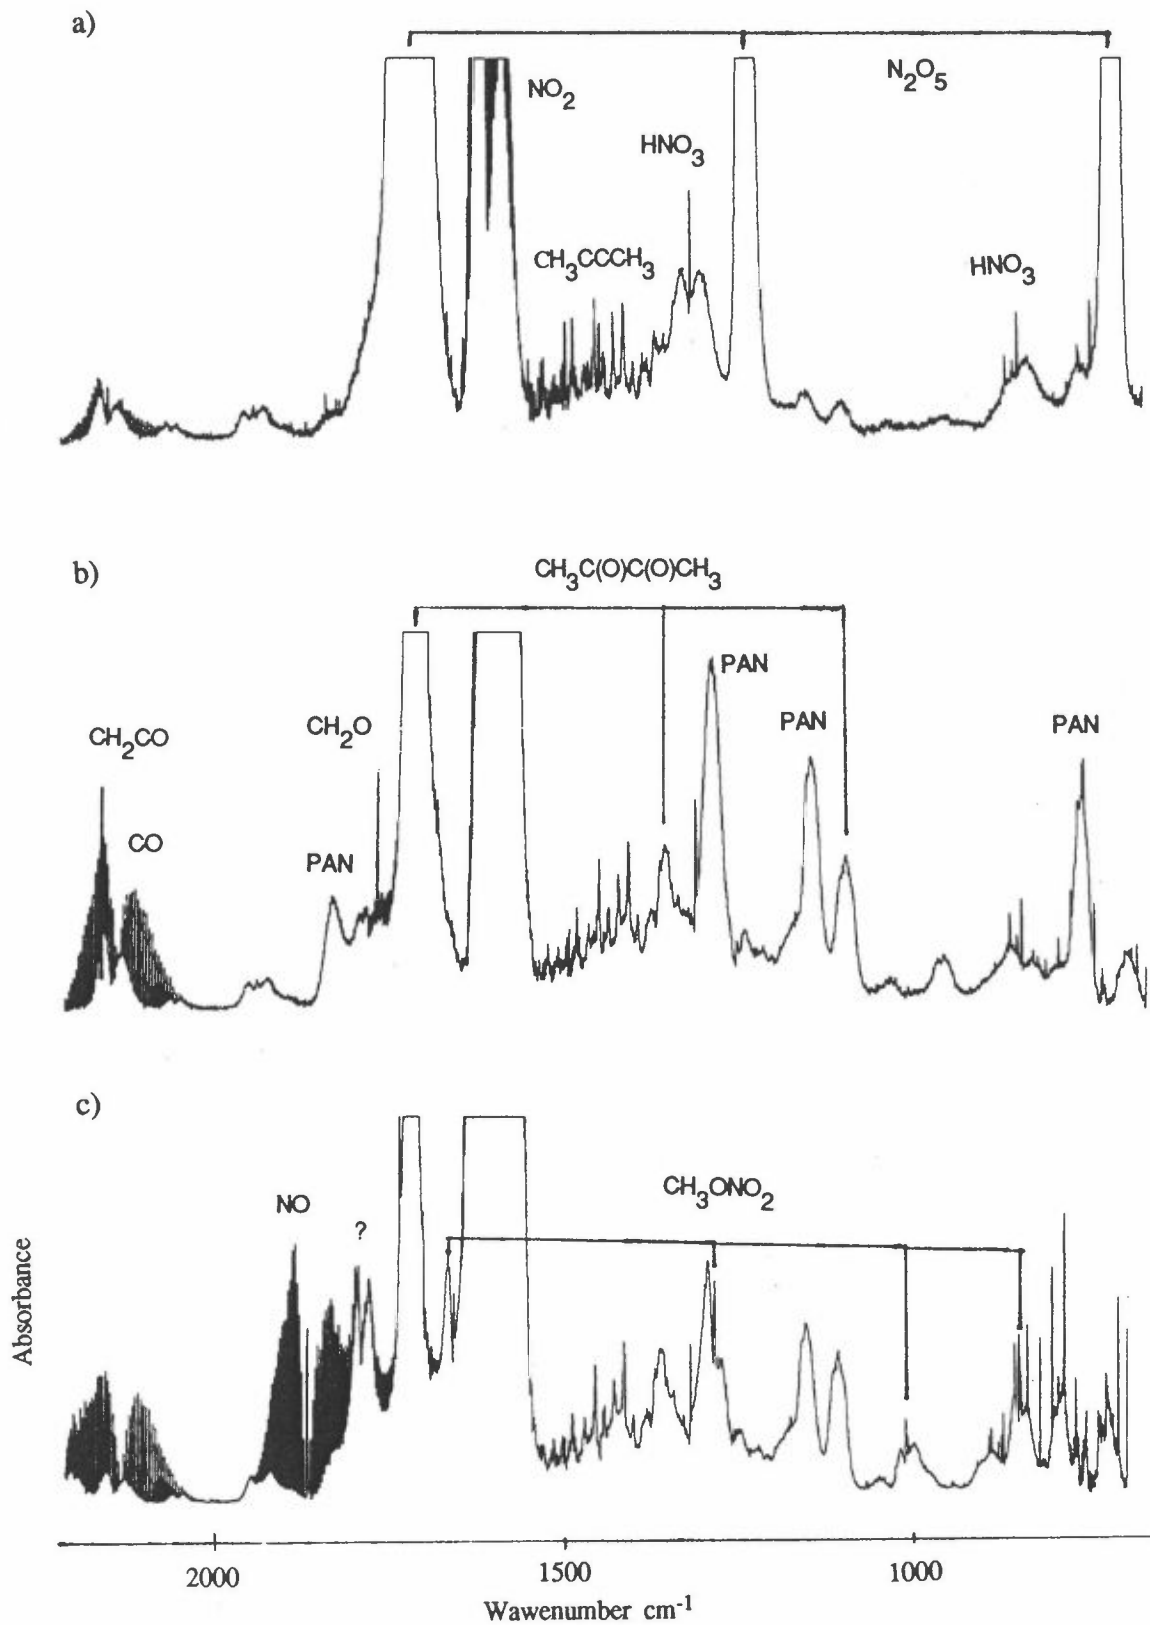 a)
N2O5
NO2
HNO3
CH3CCCH3
HNO3
b)
CH3C(O)C(O)CH3
PAN
CH2O
PAN
PAN
CH2CO
CO
PAN
c)
CH3ONO2
NO
?
Absorbance
2000 1500 1000
Wawenumber cm-1